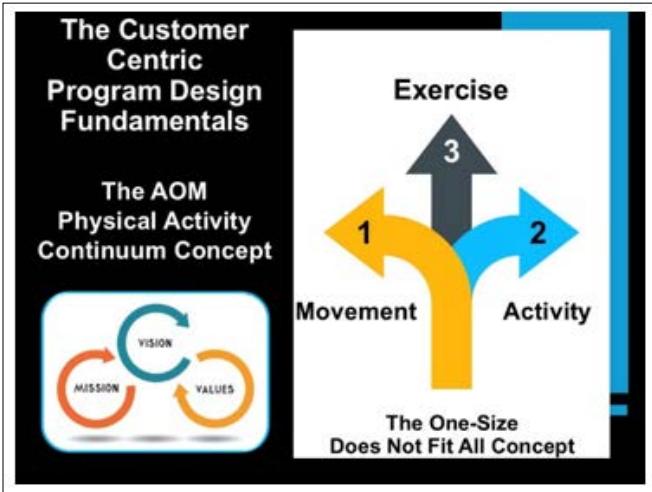 The Customer
Centric
Program Design
Fundamentals
The AOM
Physical Activity
Continuum Concept
VISION
MISSION
VALUES
Exercise
3
1
2
Movement
Activity
The One-Size
Does Not Fit All Concept